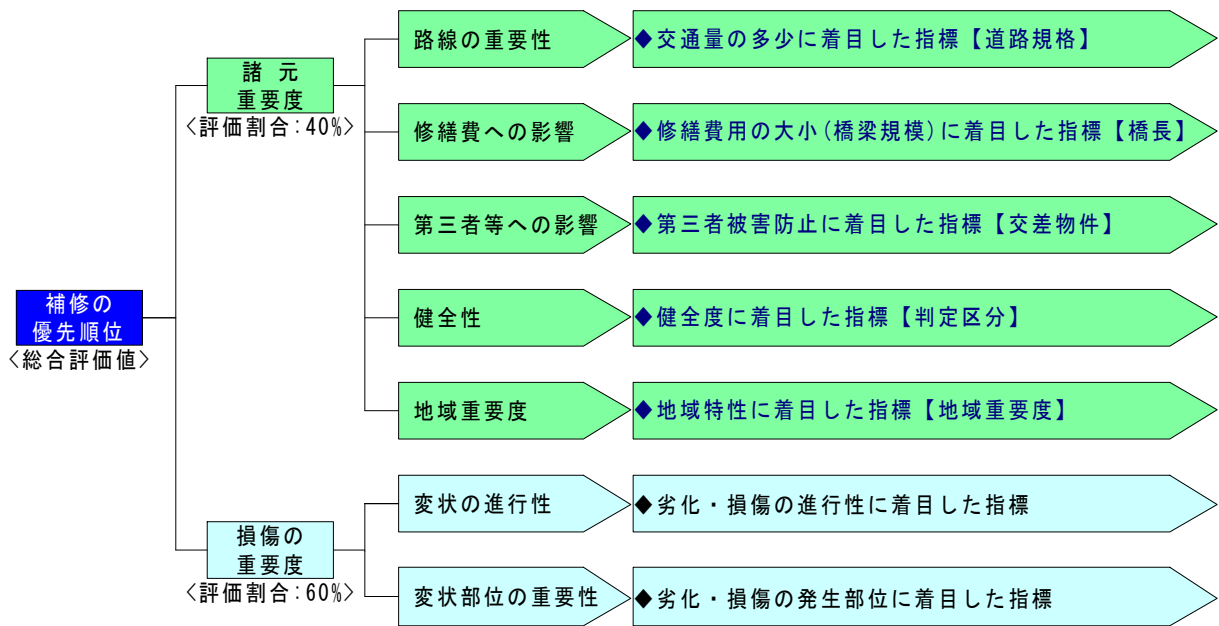 補修の
優先順位
〈総合評価値〉
諸 元
重要度
〈評価割合:40%〉
路線の重要性
◆交通量の多少に着目した指標【道路規格】
修繕費への影響
◆修繕費用の大小(橋梁規模)に着目した指標【橋長】
第三者等への影響
◆第三者被害防止に着目した指標【交差物件】
健全性
◆健全度に着目した指標【判定区分】
地域重要度
◆地域特性に着目した指標【地域重要度】
損傷の
重要度
〈評価割合:60%〉
変状の進行性
◆劣化・損傷の進行性に着目した指標
変状部位の重要性
◆劣化・損傷の発生部位に着目した指標